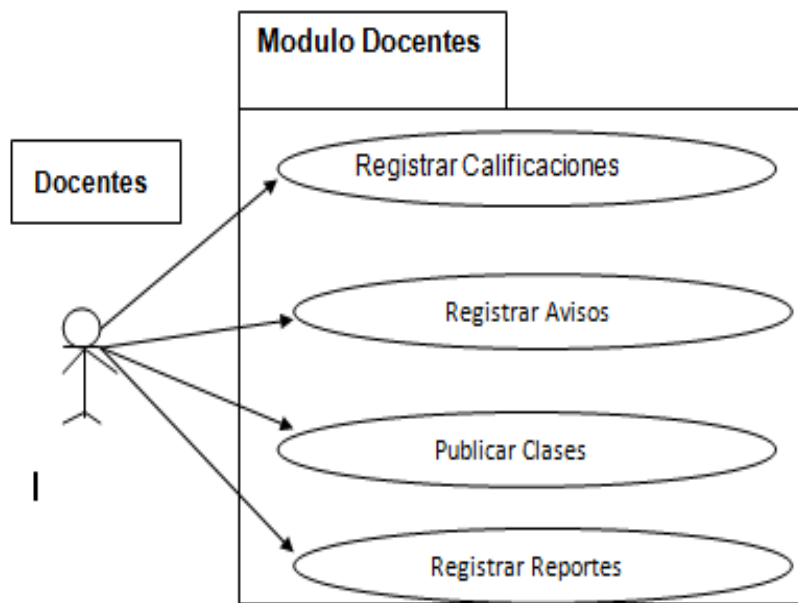 Modulo Docentes
Docentes
Registrar Calificaciones
Registrar Avisos
Publicar Clases
Registrar Reportes